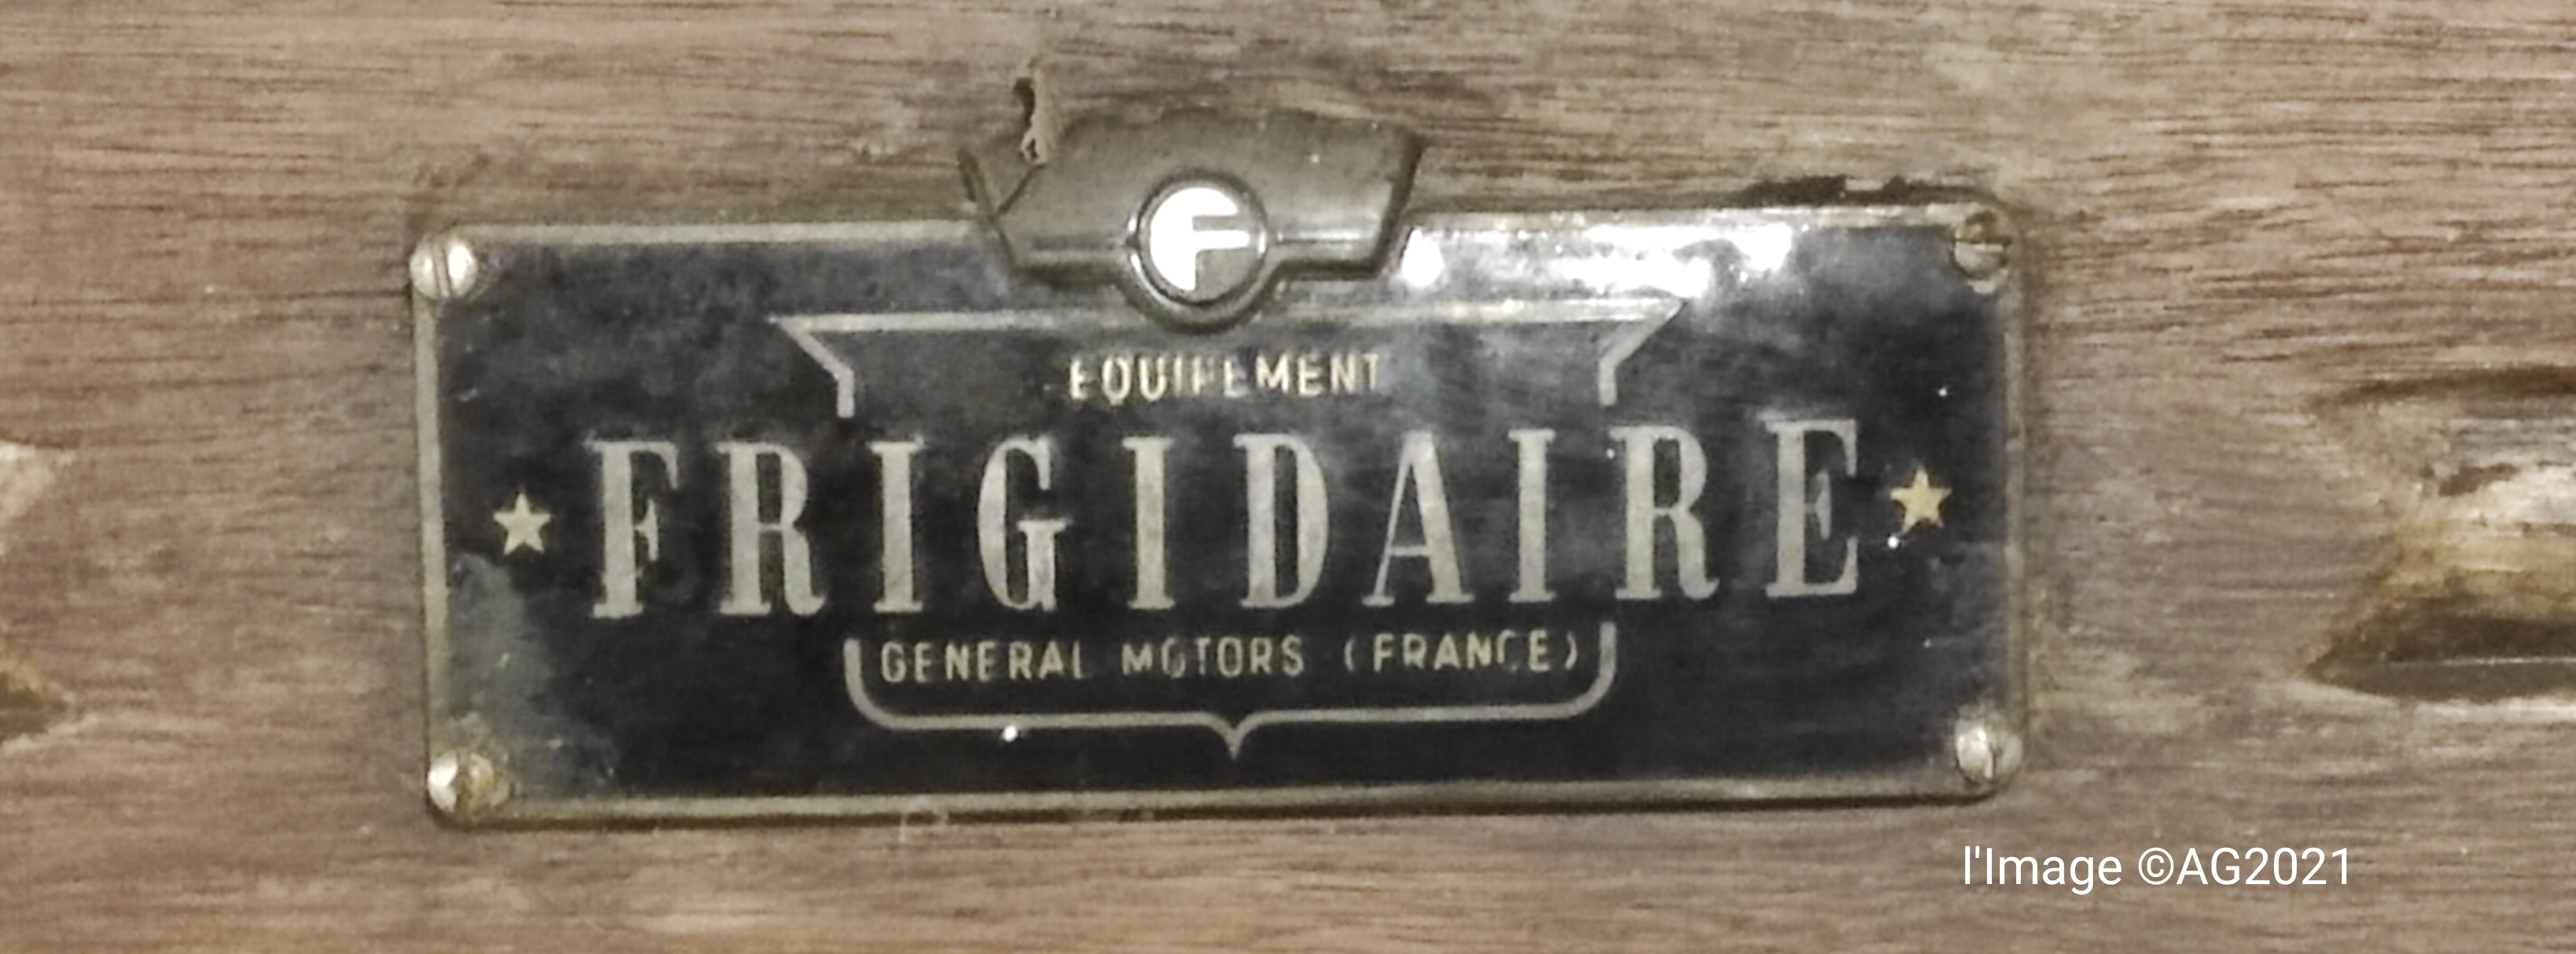 F
EQUIPEMENT
FRIGIDAIRE
GENERAL MOTORS (FRANCE)
l'Image ©AG2021